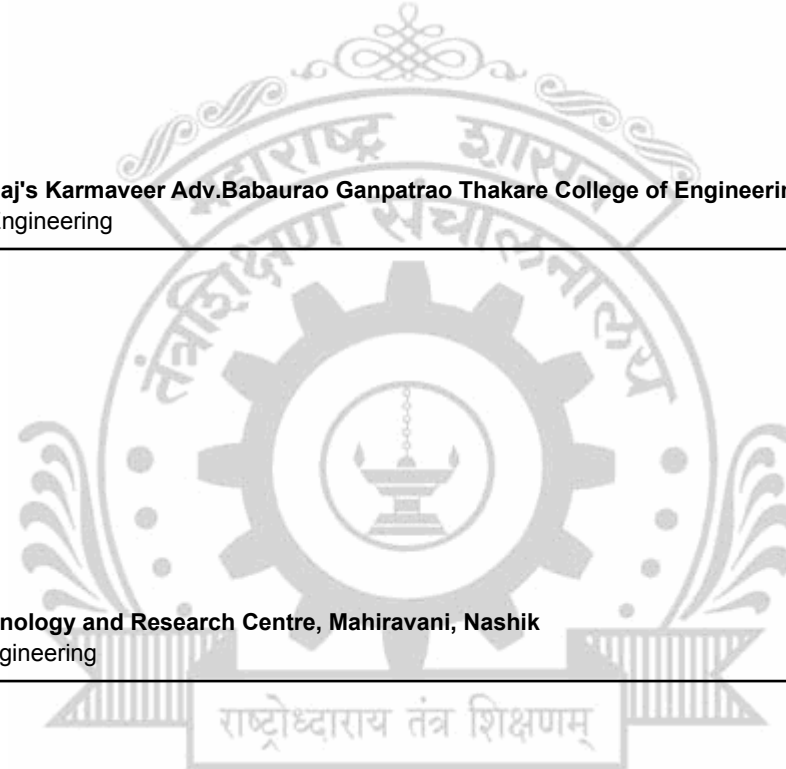 महाराष्ट्र शासन
aj's Karmaveer Adv.Babaurao Ganpatrao Thakare College of Engineerin
Engineering
तंत्रशिक्षण संचालनालय
nology and Research Centre, Mahiravani, Nashik
gineering
राष्ट्रोध्दाराय तंत्र शिक्षणम्